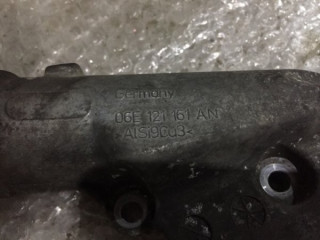 Germany
06E 121 161 AN
AlSi9Cu3<